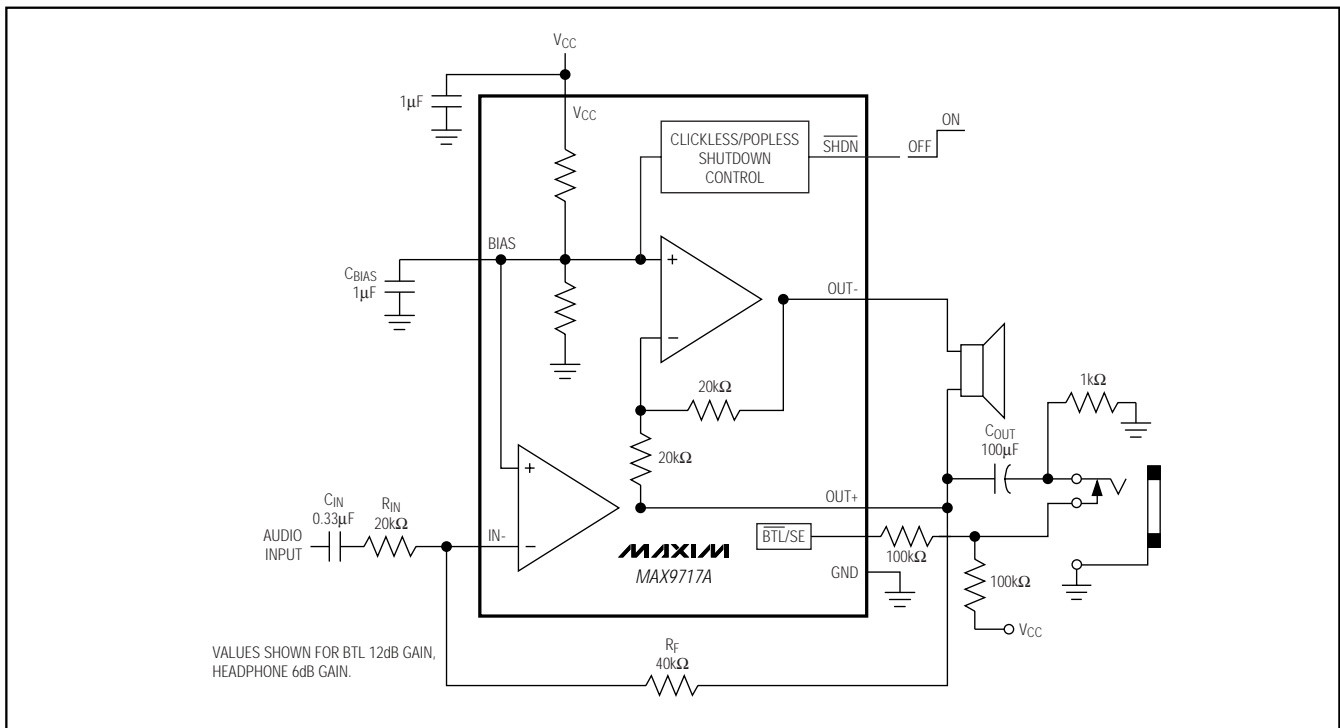 VCC
1μF
VCC
CLICKLESS/POPLESS
SHUTDOWN
CONTROL
SHDN
OFF
ON
BIAS
CBIAS
1μF
+
−
OUT-
20kΩ
20kΩ
1kΩ
COUT
100μF
CIN
0.33μF
RIN
20kΩ
AUDIO
INPUT
IN-
+
−
OUT+
BTL/SE
100kΩ
MAXIM
MAX9717A
GND
100kΩ
VCC
RF
40kΩ
VALUES SHOWN FOR BTL 12dB GAIN,
HEADPHONE 6dB GAIN.